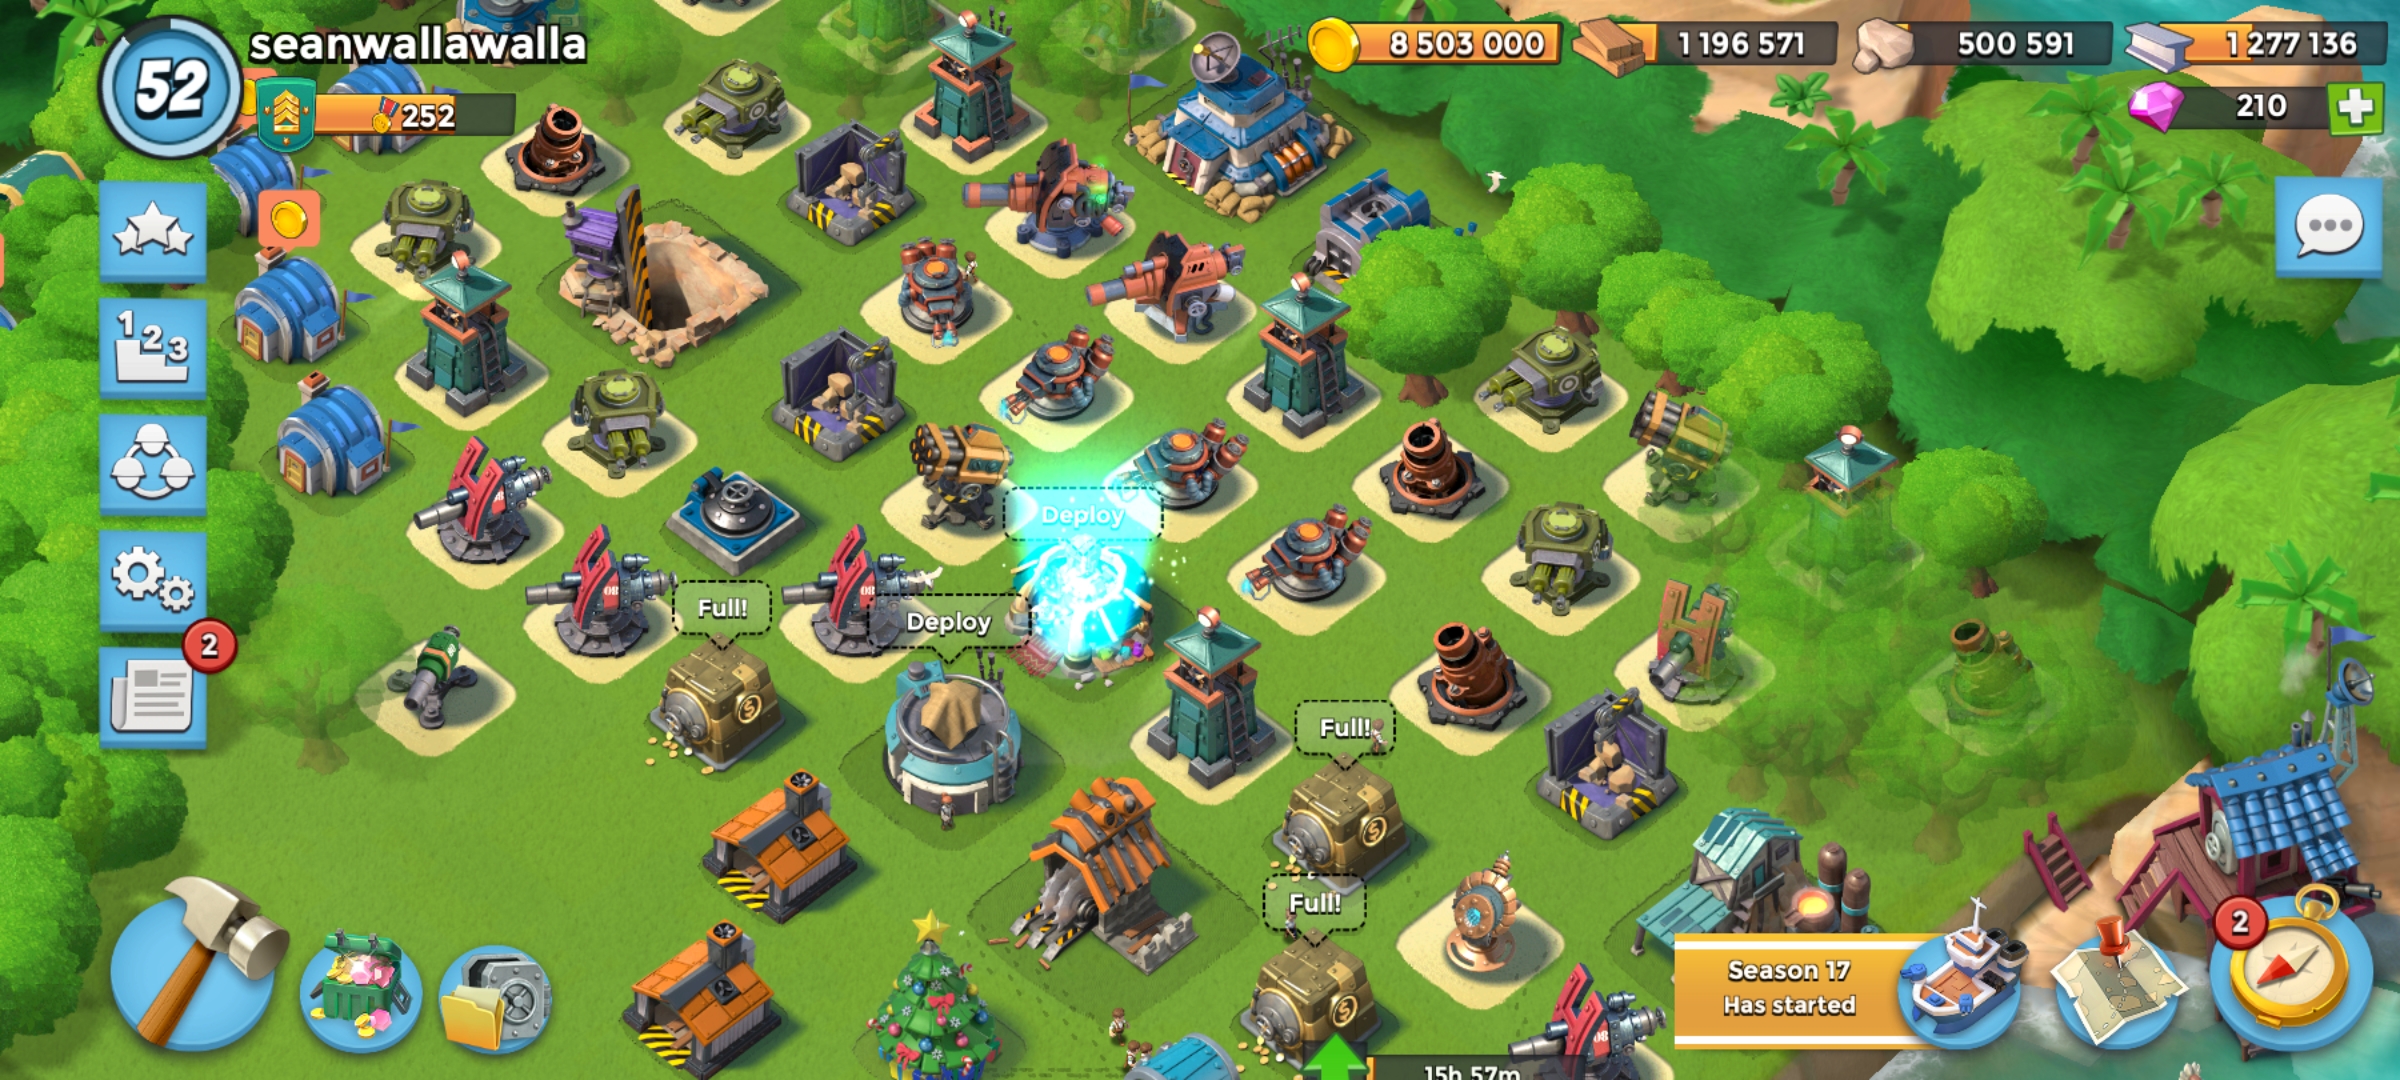 52
seanwallawalla
252
8 503 000
1 196 571
500 591
1 277 136
210
123
Deploy
Full!
Deploy
2
Full!
Full!
Season 17
Has started
2
15h 57m